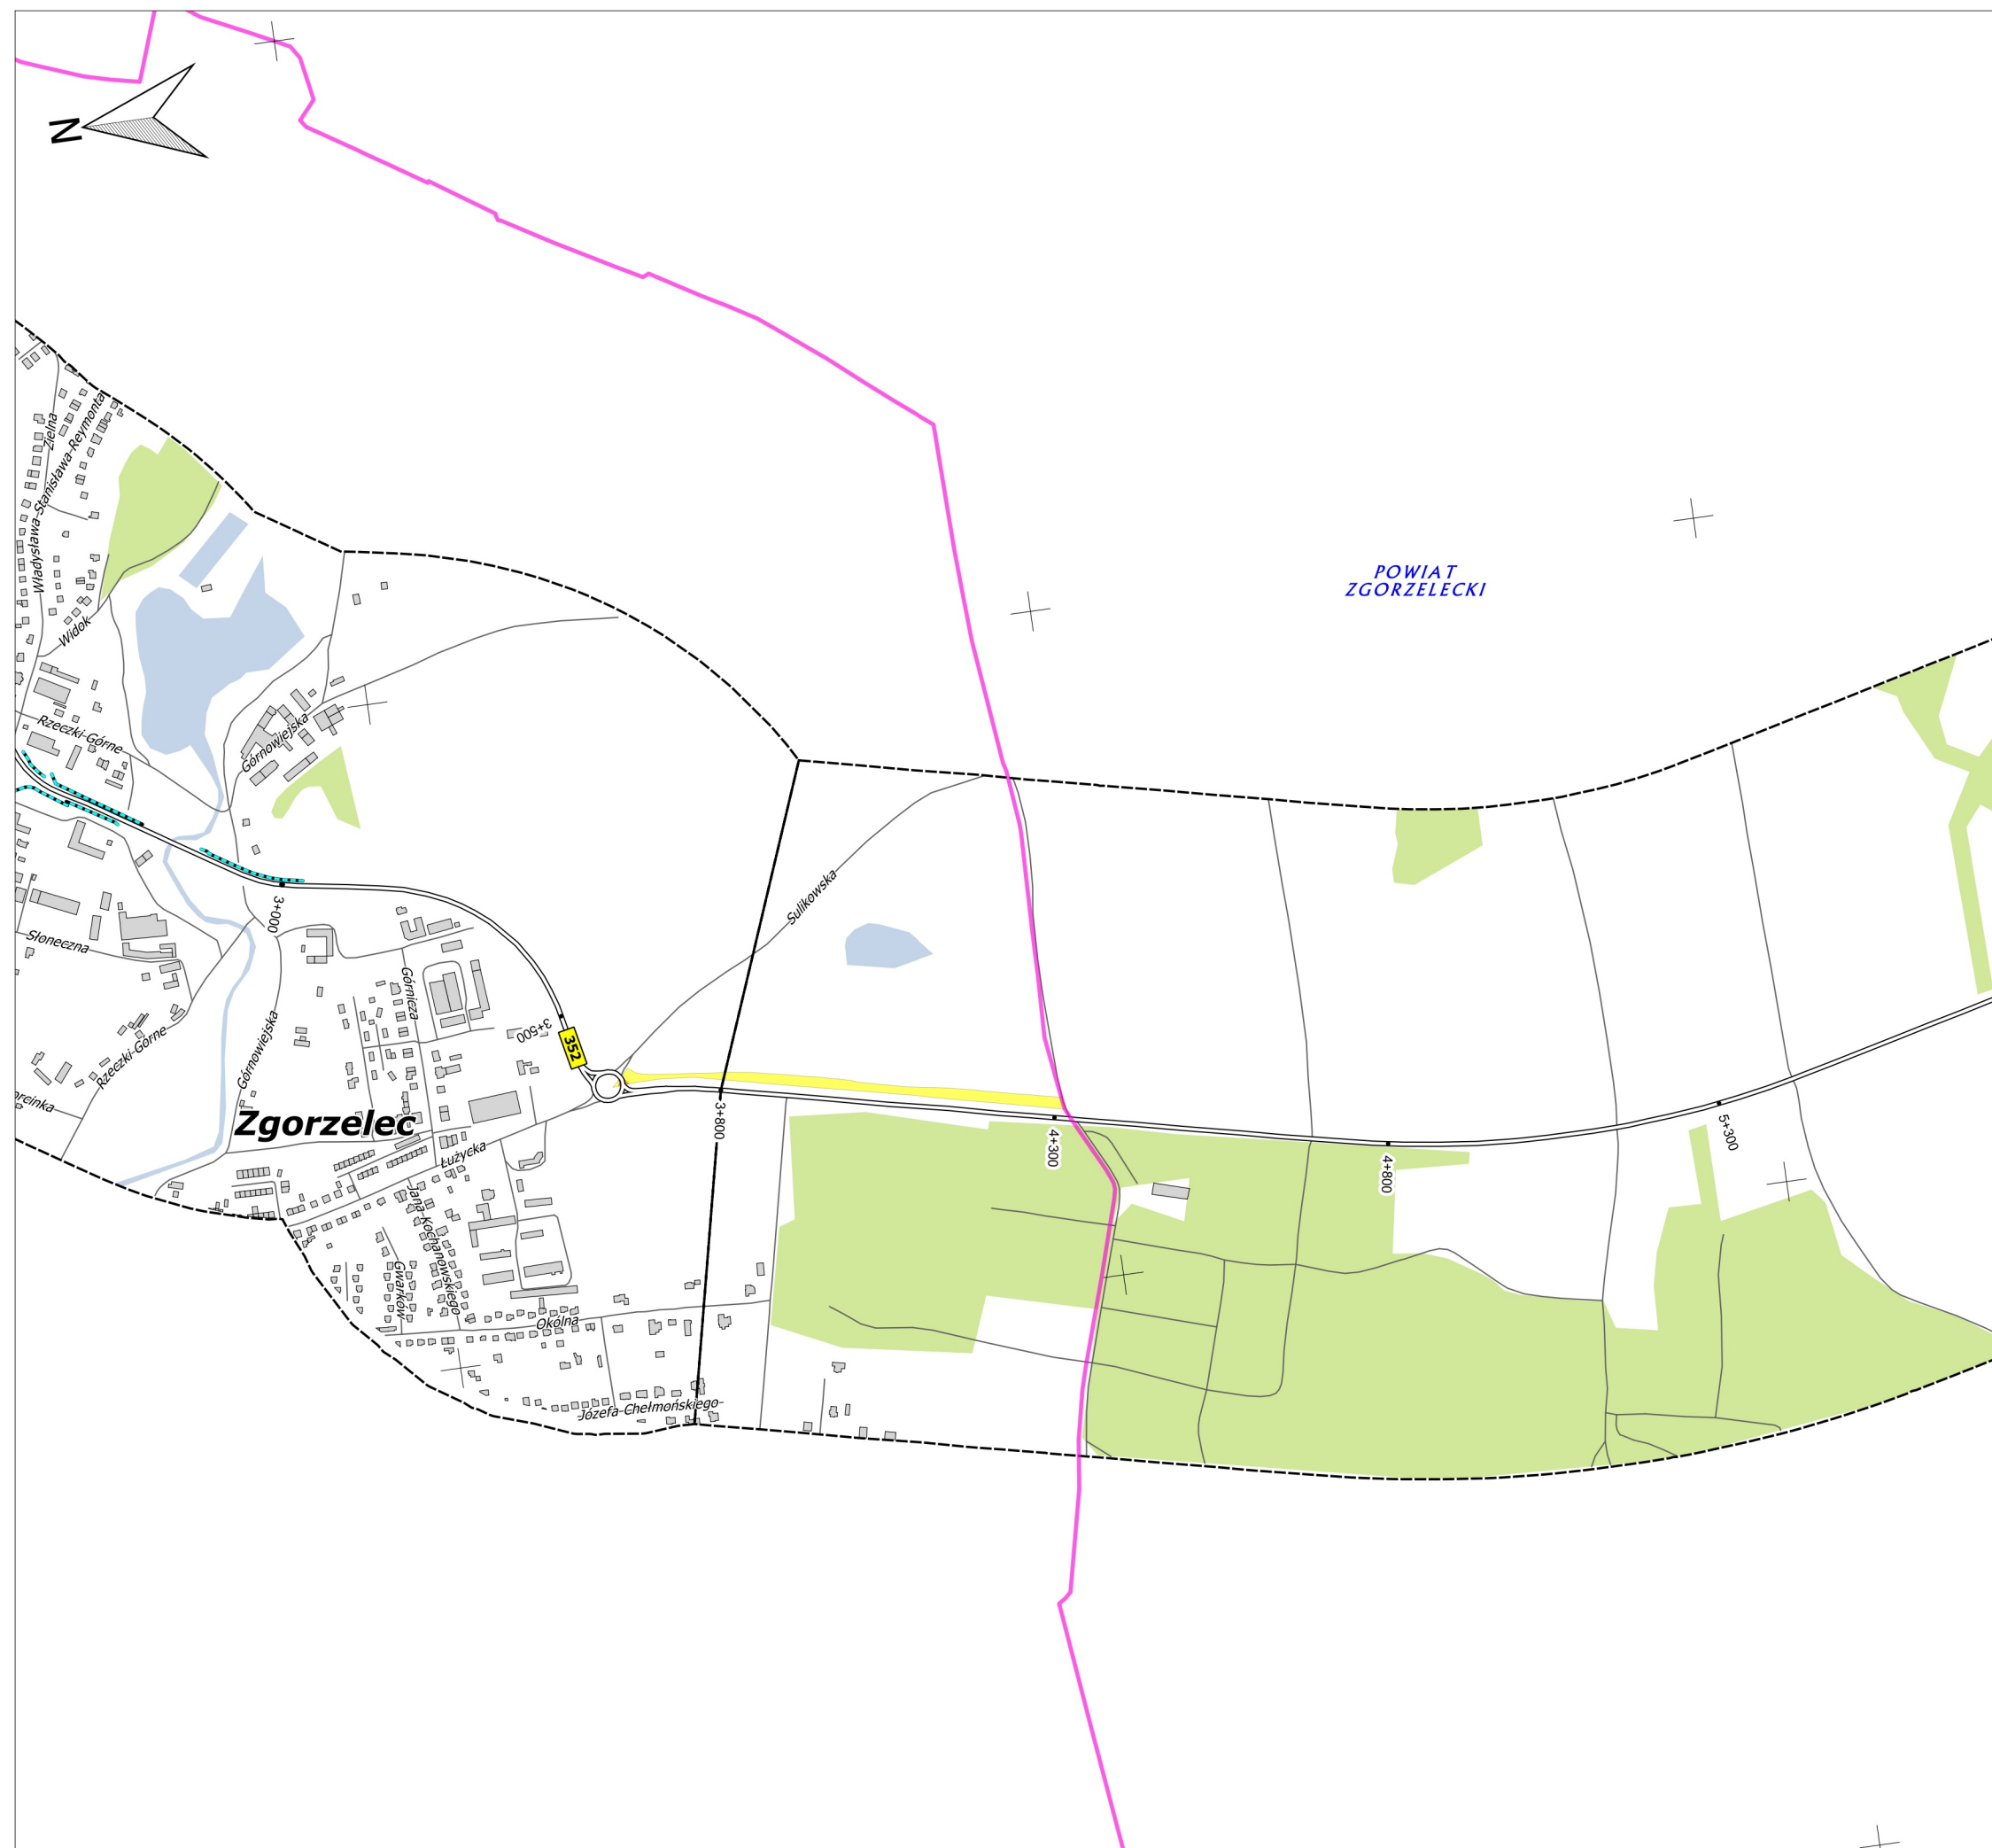 N
POWIAT
ZGORZELECKI
Zielna
Władysława Stanisława Reymonta
Widok
Rzeczki Górne
Górnowiejska
Sulikowska
3+000
Słoneczna
Górnicza
3+500
352
Rzeczki Górne
Górnowiejska
orcinka
Zgorzelec
3+800
4+300
4+800
5+300
Łużycka
Jana Kochanowskiego
Gwarków
Okólna
Józefa Chełmońskiego